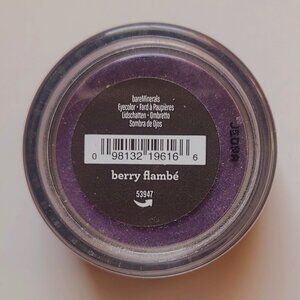 bareMinerals
Eyecolor • Fard à Paupières
Lidschatten • Ombretto
Sombra de Ojos
0 98132 19616 6
berry flambé
53947